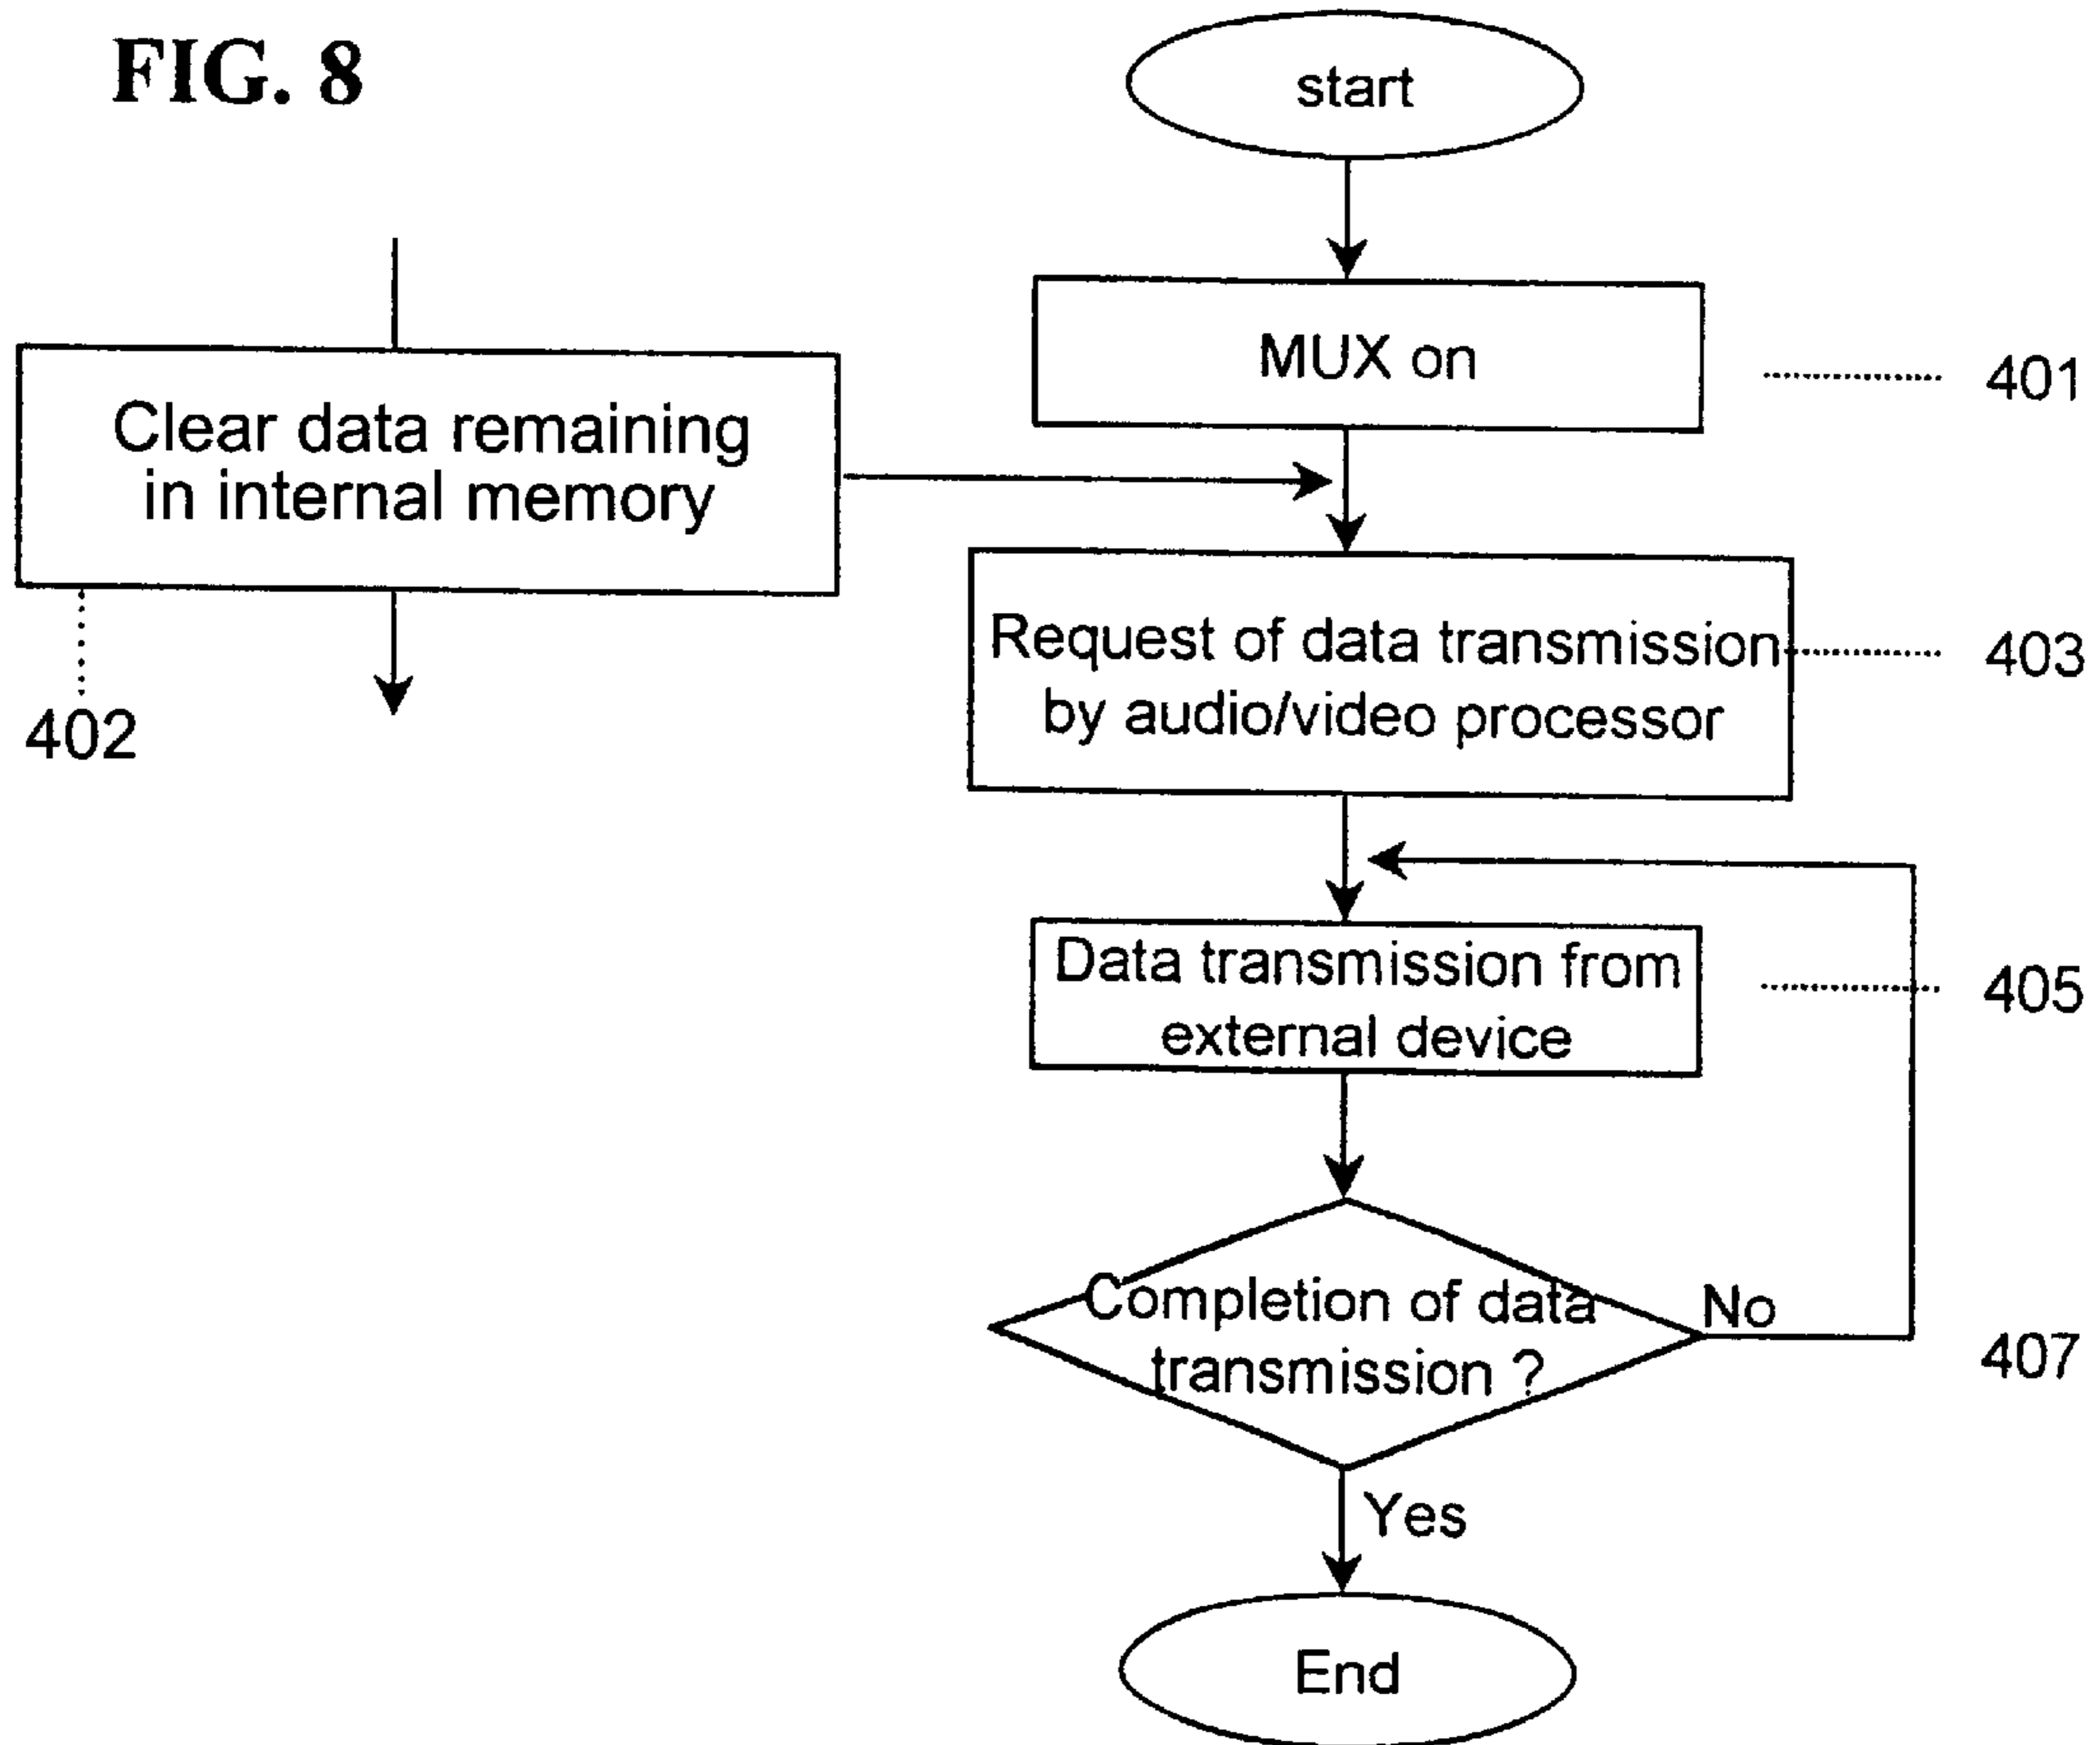 FIG. 8
start
MUX on
401
Clear data remaining
in internal memory
402
Request of data transmission
by audio/video processor
403
Data transmission from
external device
405
Completion of data
transmission ?
No
407
Yes
End